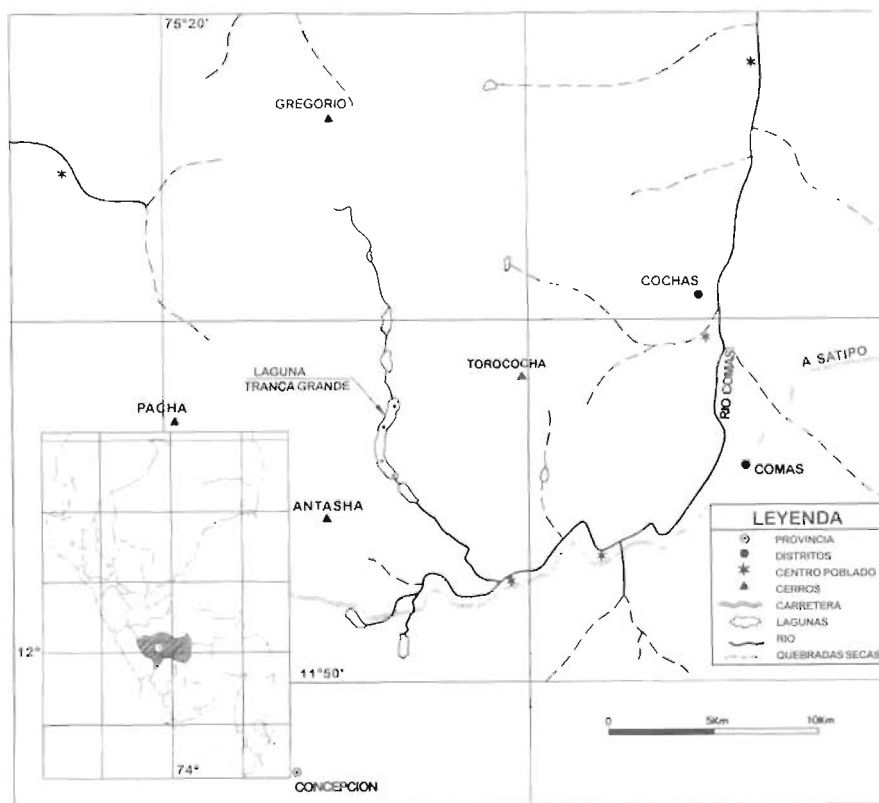 75°20'
GREGORIO
COCHAS
A SATIPO
TOROCOCHA
LAGUNA
TRANCA GRANDE
RIO COMAS
PACHA
COMAS
ANTASHA
LEYENDA
PROVINCIA
DISTRITOS
CENTRO POBLADO
CERROS
CARRETERA
LAGUNAS
RIO
QUEBRADAS SECAS
12°
11°50'
0 5Km 10Km
74°
CONCEPCION